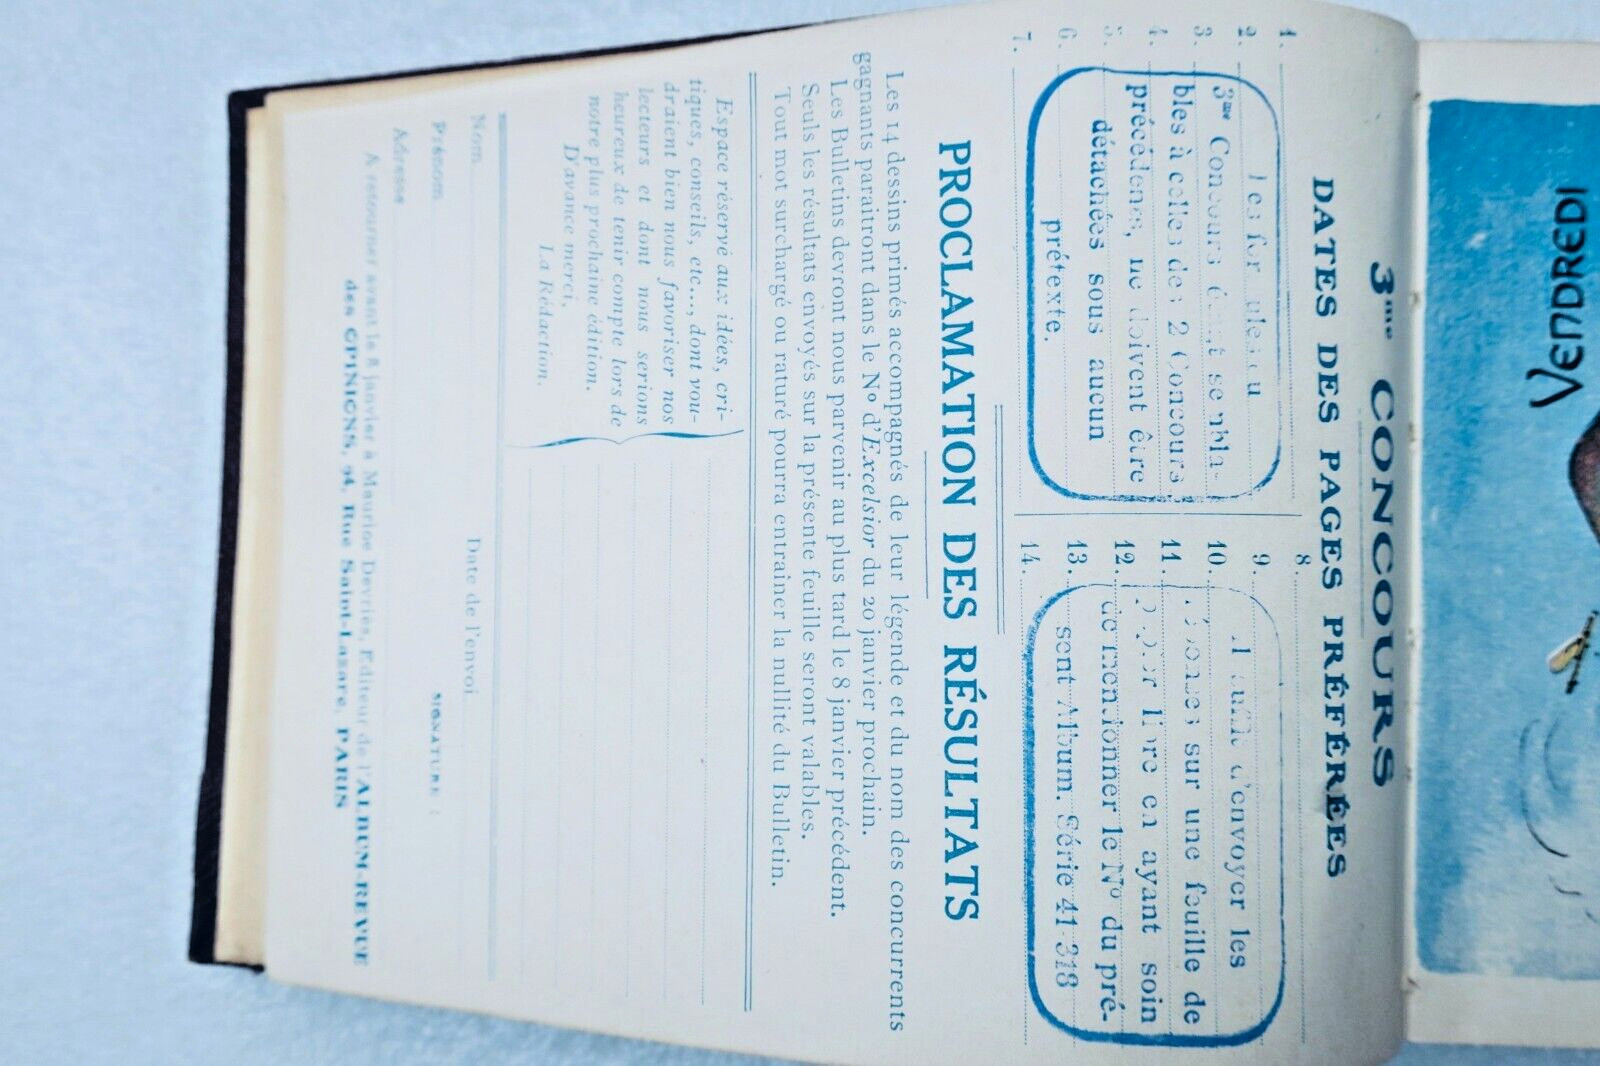 3me CONCOURS
DATES DES PAGES PRÉFÉRÉES
1.
2.
3.
4.
5.
6.
7.
Les
3me Concours étant sembla-
bles à celles des 2 Concours
précédents, ne doivent être
détachées sous aucun
prétexte.
8.
9.
10.
11.
12.
13.
14.
Il suffit d'envoyer les
réponses sur une feuille de
papier libre en ayant soin
de mentionner le No du pré-
sent Album. Série 41 318
PROCLAMATION DES RÉSULTATS
Les 14 dessins primés accompagnés de leur légende et du nom des concurrents
gagnants paraitront dans le No d'Excelsior du 20 janvier prochain.
Les Bulletins devront nous parvenir au plus tard le 8 janvier précédent.
Seuls les résultats envoyés sur la présente feuille seront valables.
Tout mot surchargé ou raturé pourra entrainer la nullité du Bulletin.
Espace réservé aux idées, cri-
tiques, conseils, etc..., dont vou-
draient bien nous favoriser nos
lecteurs et dont nous serions
heureux de tenir compte lors de
notre plus prochaine édition.
D'avance merci,
La Rédaction.
Nom
Date de l'envoi
Prénom
SIGNATURE :
Adresse
A retourner avant le 8 janvier à Maurice Devriès, Editeur de l'ALBUM-REVUE
des OPINIONS, 94, Rue Saint-Lazare, PARIS
VENDREDI